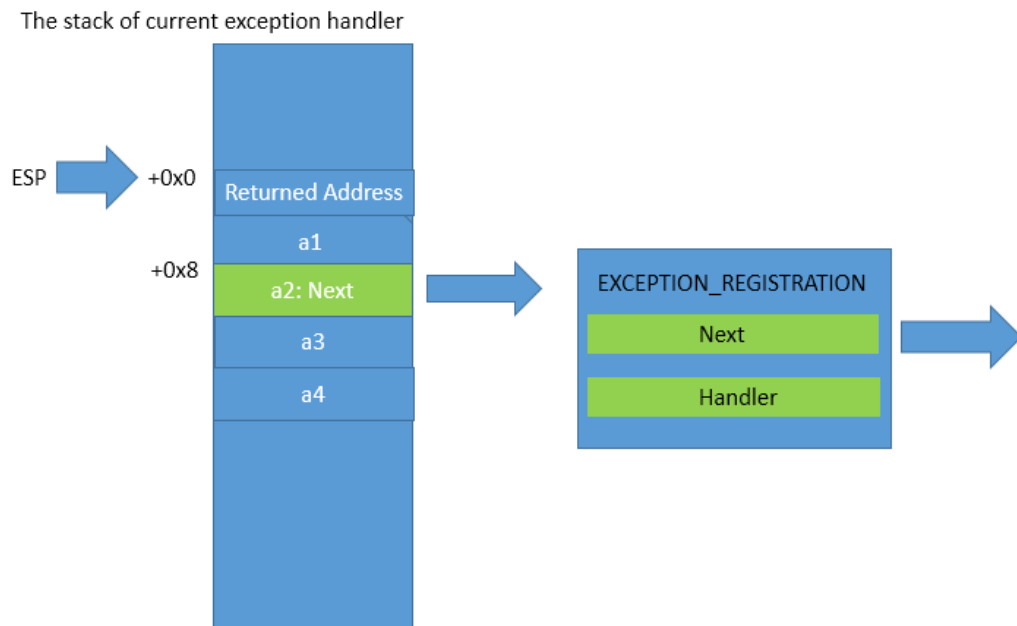 The stack of current exception handler
ESP
+0x0
Returned Address
a1
+0x8
a2: Next
a3
a4
EXCEPTION_REGISTRATION
Next
Handler